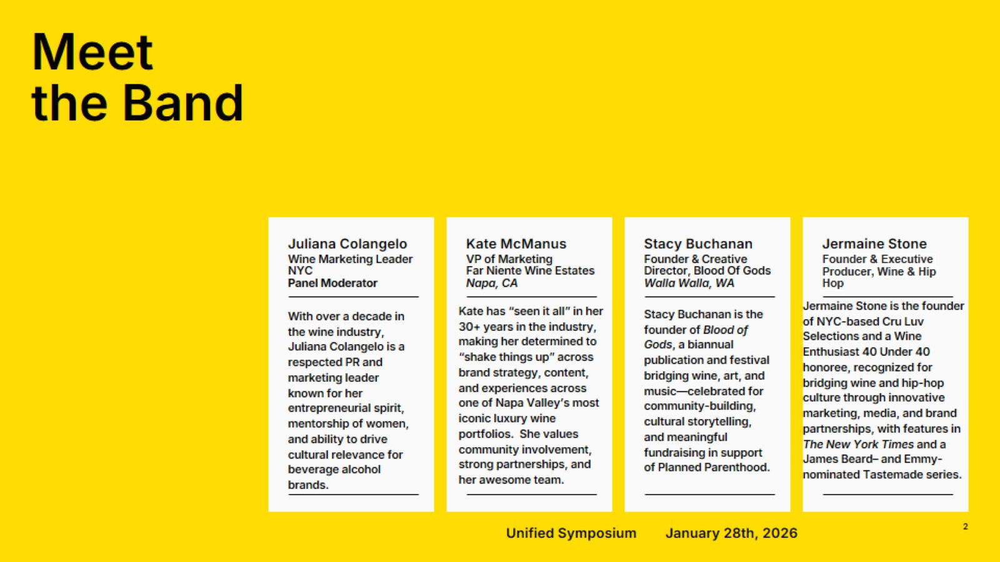 Meet
the Band
Juliana Colangelo
Wine Marketing Leader
NYC
Panel Moderator
With over a decade in
the wine industry,
Juliana Colangelo is a
respected PR and
marketing leader
known for her
entrepreneurial spirit,
mentorship of women,
and ability to drive
cultural relevance for
beverage alcohol
brands.
Kate McManus
VP of Marketing
Far Niente Wine Estates
Napa, CA
Kate has “seen it all” in her
30+ years in the industry,
making her determined to
“shake things up” across
brand strategy, content,
and experiences across
one of Napa Valley’s most
iconic luxury wine
portfolios.  She values
community involvement,
strong partnerships, and
her awesome team.
Stacy Buchanan
Founder & Creative
Director, Blood Of Gods
Walla Walla, WA
Stacy Buchanan is the
founder of Blood of
Gods, a biannual
publication and festival
bridging wine, art, and
music—celebrated for
community-building,
cultural storytelling,
and meaningful
fundraising in support
of Planned Parenthood.
Jermaine Stone
Founder & Executive
Producer, Wine & Hip
Hop
Jermaine Stone is the founder
of NYC-based Cru Luv
Selections and a Wine
Enthusiast 40 Under 40
honoree, recognized for
bridging wine and hip-hop
culture through innovative
marketing, media, and brand
partnerships, with features in
The New York Times and a
James Beard– and Emmy-
nominated Tastemade series.
Unified Symposium
January 28th, 2026
2